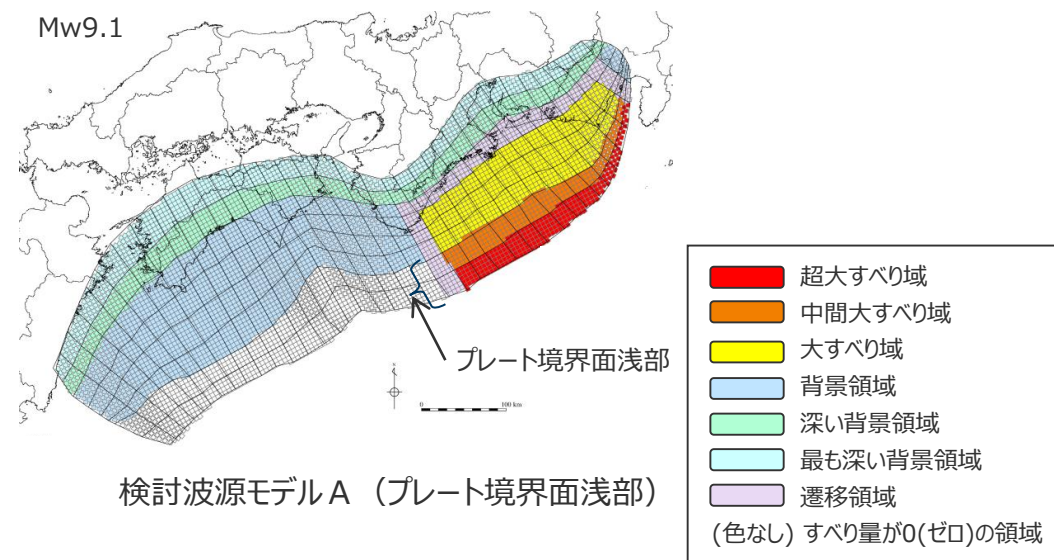 Mw9.1
プレート境界面浅部
0 100 km
検討波源モデルA （プレート境界面浅部）
超大すべり域
中間大すべり域
大すべり域
背景領域
深い背景領域
最も深い背景領域
遷移領域
(色なし) すべり量が0(ゼロ)の領域